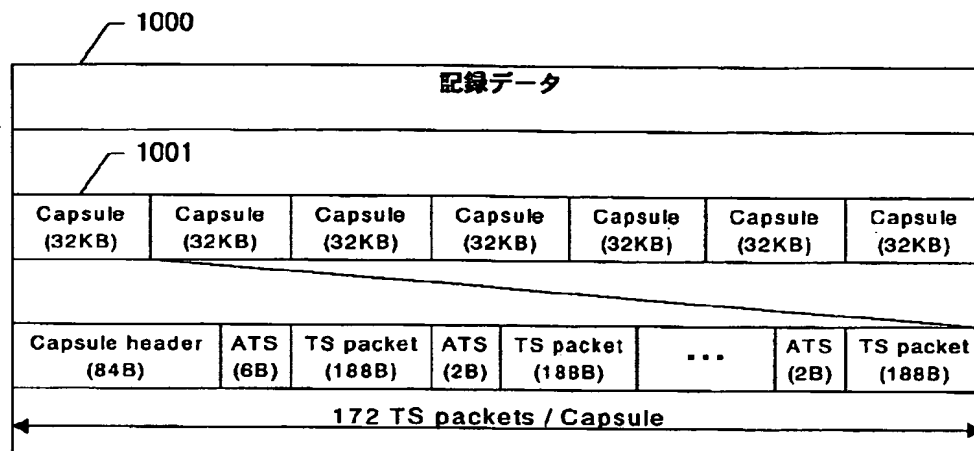 1000
記録データ
1001
Capsule (32KB) Capsule (32KB) Capsule (32KB) Capsule (32KB) Capsule (32KB) Capsule (32KB) Capsule (32KB)
Capsule header (84B) ATS (6B) TS packet (188B) ATS (2B) TS packet (188B) ... ATS (2B) TS packet (188B)
172 TS packets / Capsule